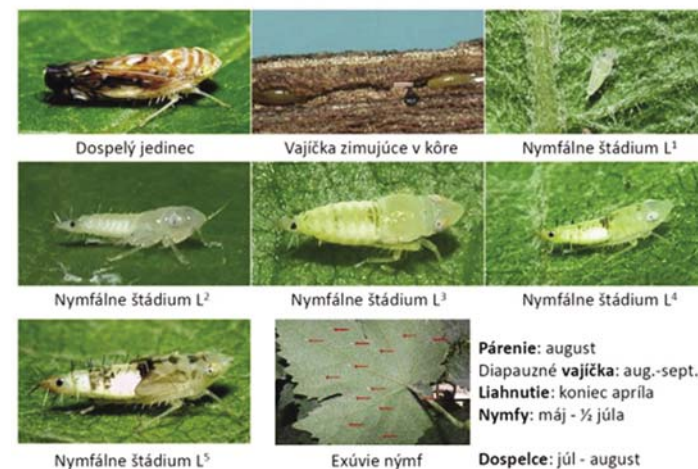 Dospelý jedinec
Vajíčka zimujúce v kôre
Nymfálne štádium L¹
Nymfálne štádium L²
Nymfálne štádium L³
Nymfálne štádium L⁴
Nymfálne štádium L⁵
Exúvie nýmf
Párenie: august
Diapauzné vajíčka: aug.-sept.
Liahnutie: koniec apríla
Nymfy: máj - ½ júla
Dospelce: júl - august